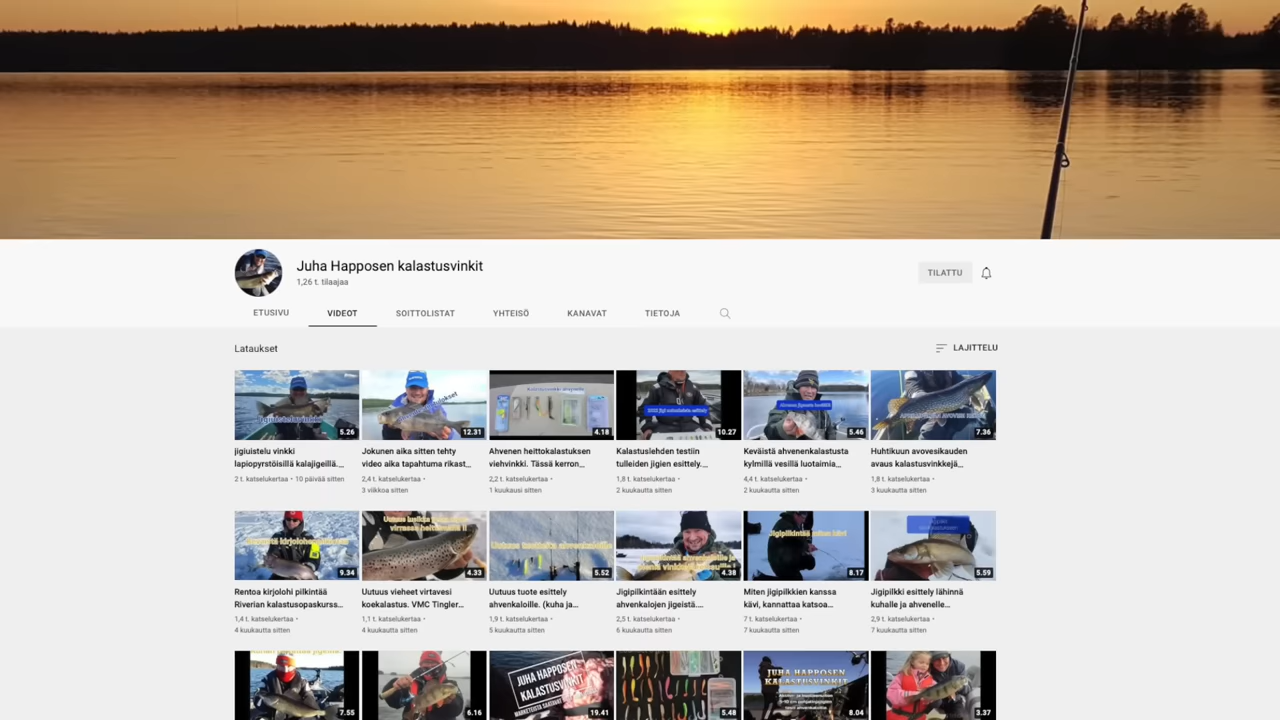 Juha Happosen kalastusvinkit
1,26 t. tilaajaa
TILATTU
ETUSIVU VIDEOT SOITTOLISTAT YHTEISÖ KANAVAT TIETOJA
Lataukset
LAJITTELU
5.26 12.31 4.18 10.27 5.46 7.36
jigiuistelu vinkki Jokunen aika sitten tehty Ahvenen heittokalastuksen Kalastuslehden testiin Keväistä ahvenenkalastusta Huhtikuun avovesikauden
lapiopyrstöisillä kalajigeillä.... video aika tapahtuma rikast... viehvinkki. Tässä kerron... tulleiden jigien esittely.... kylmillä vesillä luotaimia... avaus kalastusvinkkejä...
2 t. katselukertaa • 10 päivää sitten 2,4 t. katselukertaa • 2,2 t. katselukertaa • 1,8 t. katselukertaa • 4,4 t. katselukertaa • 1,8 t. katselukertaa •
3 viikkoa sitten 1 kuukausi sitten 2 kuukautta sitten 2 kuukautta sitten 3 kuukautta sitten
Uutuus
virrassa heittämällä !!
9.34 4.33 5.52 4.38 8.17 5.59
Rentoa kirjolohi pilkintää Uutuus vieheet virtavesi Uutuus tuote esittely Jigipilkintään esittely Miten jigipilkkien kanssa Jigipilkki esittely lähinnä
Riverian kalastusopaskurss... koekalastus. VMC Tingler... ahvenkaloille. (kuha ja... ahvenkalojen jigeistä.... kävi, kannattaa katsoa... kuhalle ja ahvenelle...
1,4 t. katselukertaa • 1,1 t. katselukertaa • 1,9 t. katselukertaa • 2,5 t. katselukertaa • 7 t. katselukertaa • 2,9 t. katselukertaa •
4 kuukautta sitten 4 kuukautta sitten 5 kuukautta sitten 6 kuukautta sitten 7 kuukautta sitten 7 kuukautta sitten
JUHA HAPPOSEN
KALASTUSVINKIT
JUHA HAPPOSEN
KALASTUSVINKIT
7.55 6.16 19.41 5.48 8.04 3.37